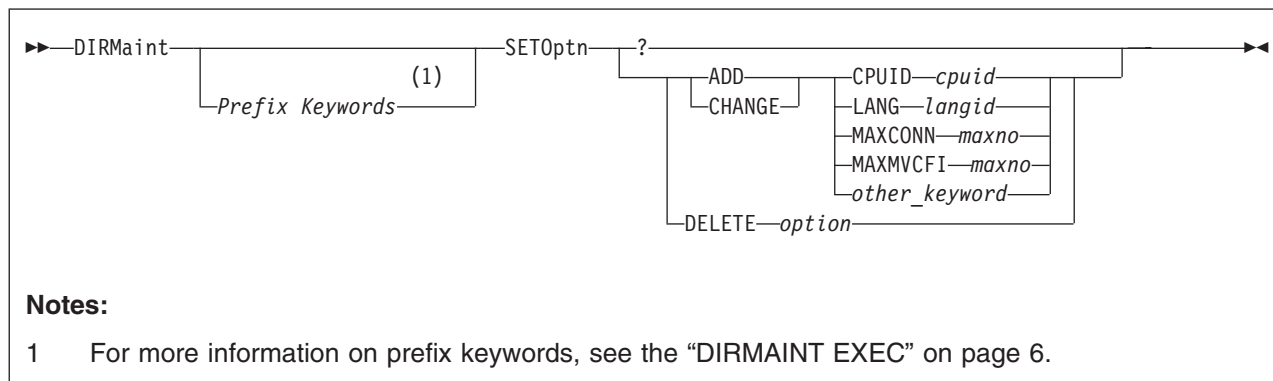 DIRMaint SETOptn ?
(1) ADD CPUID cpuid
Prefix Keywords CHANGE LANG langid
MAXCONN maxno
MAXMVCFI maxno
other_keyword
DELETE option
Notes:
1 For more information on prefix keywords, see the “DIRMAINT EXEC” on page 6.